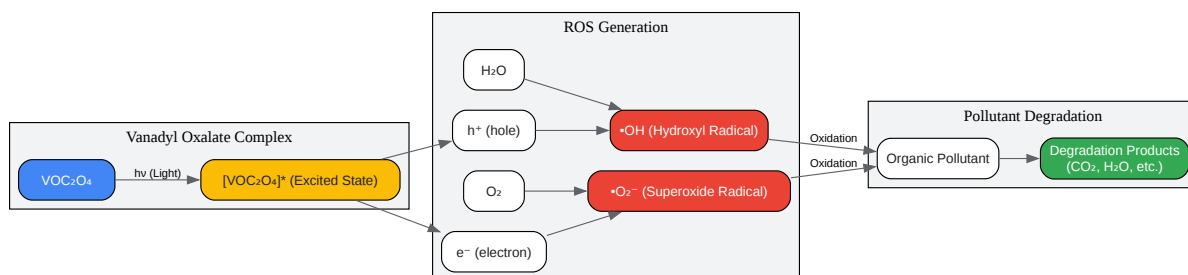 Vanadyl Oxalate Complex
VOC₂O₄
hν (Light)
[VOC₂O₄]* (Excited State)
ROS Generation
H₂O
h⁺ (hole)
•OH (Hydroxyl Radical)
O₂
•O₂⁻ (Superoxide Radical)
e⁻ (electron)
Oxidation
Oxidation
Pollutant Degradation
Organic Pollutant
Degradation Products
(CO₂, H₂O, etc.)